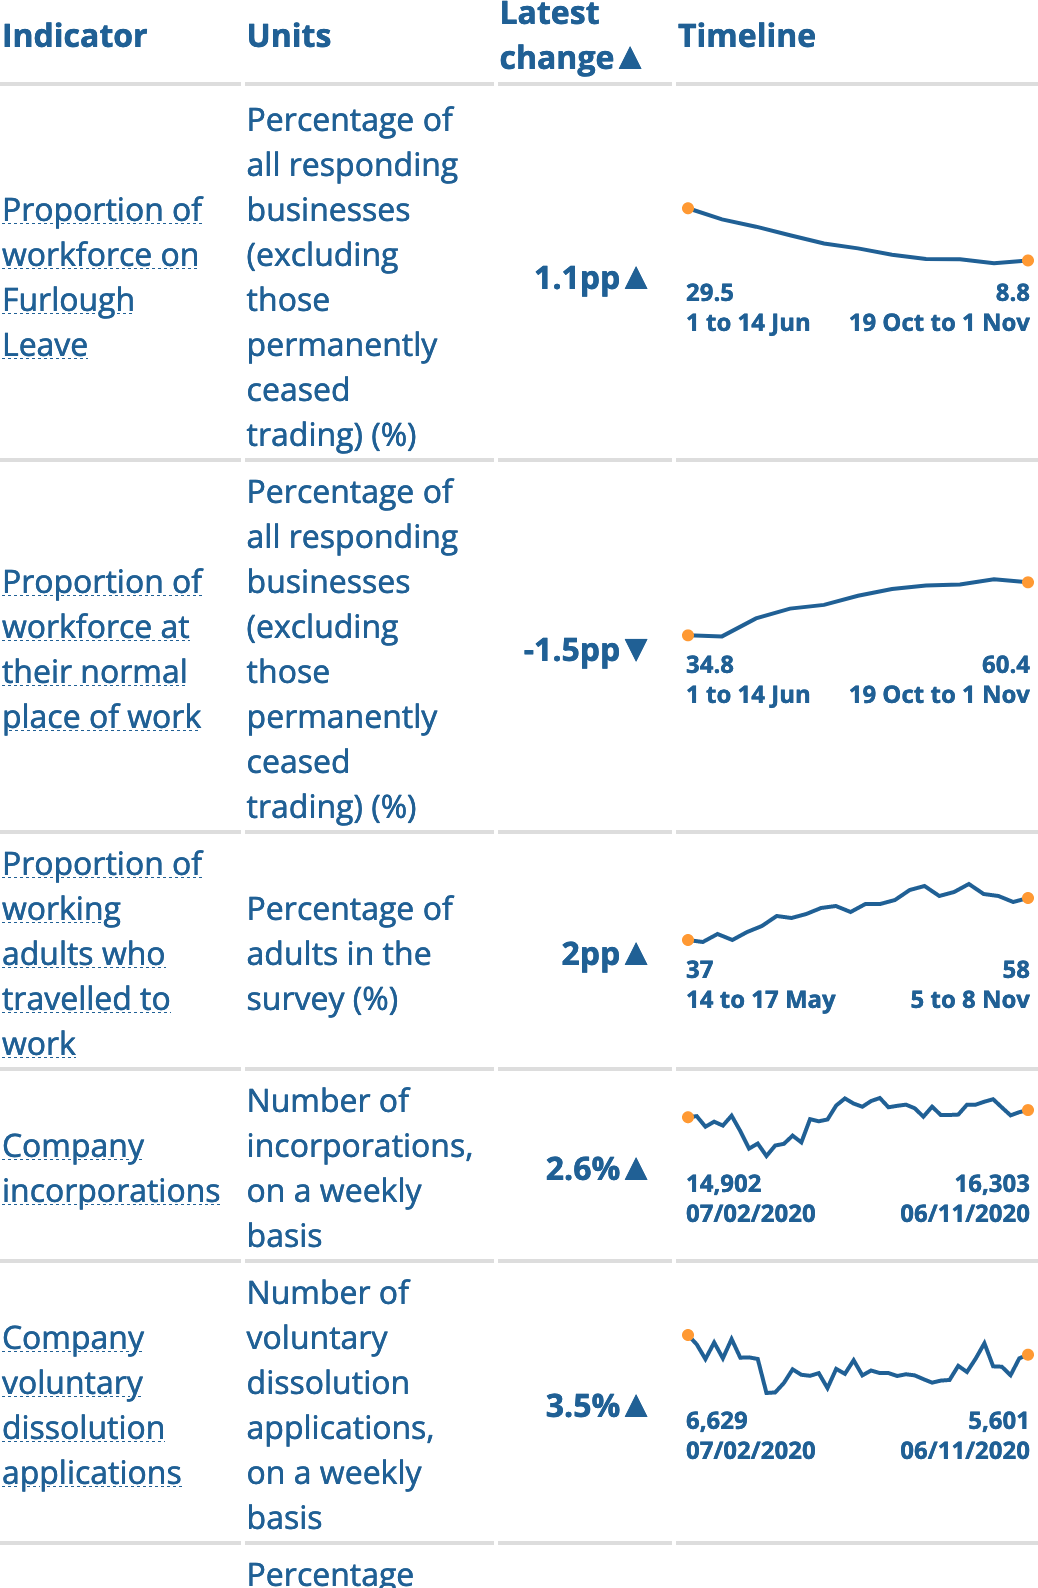 Indicator
Units
Latest
change▲
Timeline
Proportion of
workforce on
Furlough
Leave
Percentage of
all responding
businesses
(excluding
those
permanently
ceased
trading) (%)
1.1pp▲
29.5
8.8
1 to 14 Jun
19 Oct to 1 Nov
Proportion of
workforce at
their normal
place of work
Percentage of
all responding
businesses
(excluding
those
permanently
ceased
trading) (%)
-1.5pp▼
34.8
60.4
1 to 14 Jun
19 Oct to 1 Nov
Proportion of
working
adults who
travelled to
work
Percentage of
adults in the
survey (%)
2pp▲
37
58
14 to 17 May
5 to 8 Nov
Company
incorporations
Number of
incorporations,
on a weekly
basis
2.6%▲
14,902
16,303
07/02/2020
06/11/2020
Company
voluntary
dissolution
applications
Number of
voluntary
dissolution
applications,
on a weekly
basis
3.5%▲
6,629
5,601
07/02/2020
06/11/2020
Percentage